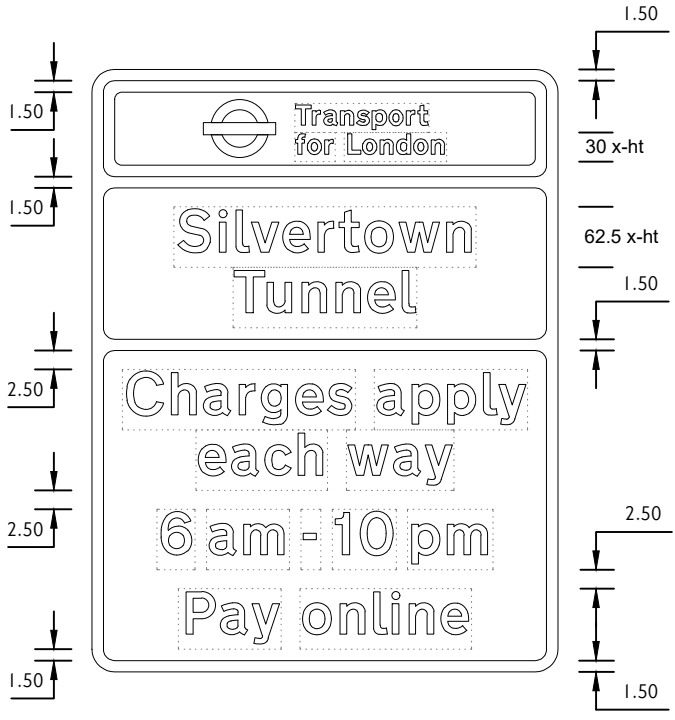 1.50
1.50
Transport
for London
30 x-ht
1.50
Silvertown
62.5 x-ht
Tunnel
1.50
2.50
Charges apply
each way
2.50
6 am - 10 pm
2.50
Pay online
1.50
1.50